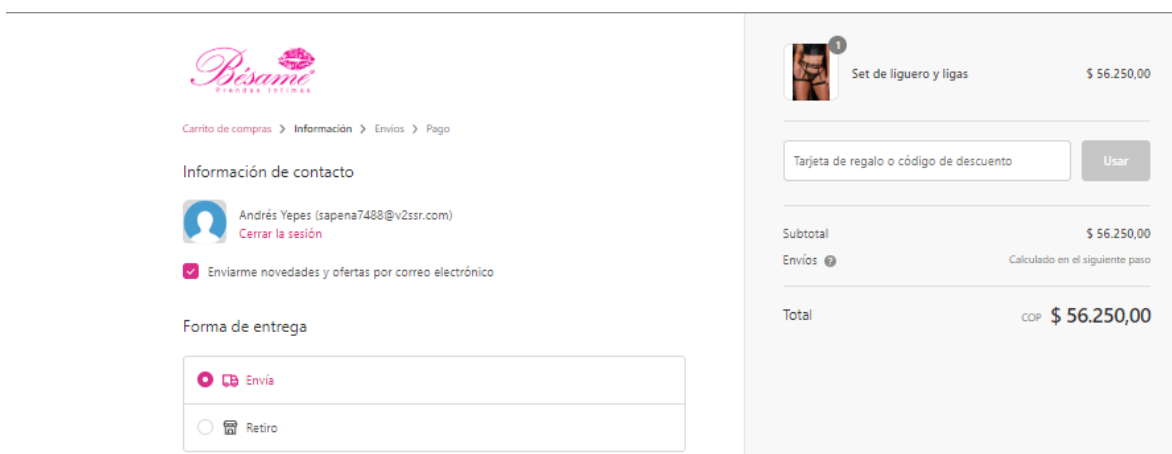 Bésame
Prendas Intimas
Carrito de compras > Información > Envíos > Pago
Información de contacto
Andrés Yepes (sapena7488@v2ssr.com)
Cerrar la sesión
Enviarme novedades y ofertas por correo electrónico
Forma de entrega
Envía
Retiro
1
Set de liguero y ligas $ 56.250,00
Tarjeta de regalo o código de descuento Usar
Subtotal $ 56.250,00
Envíos ? Calculado en el siguiente paso
Total COP $ 56.250,00